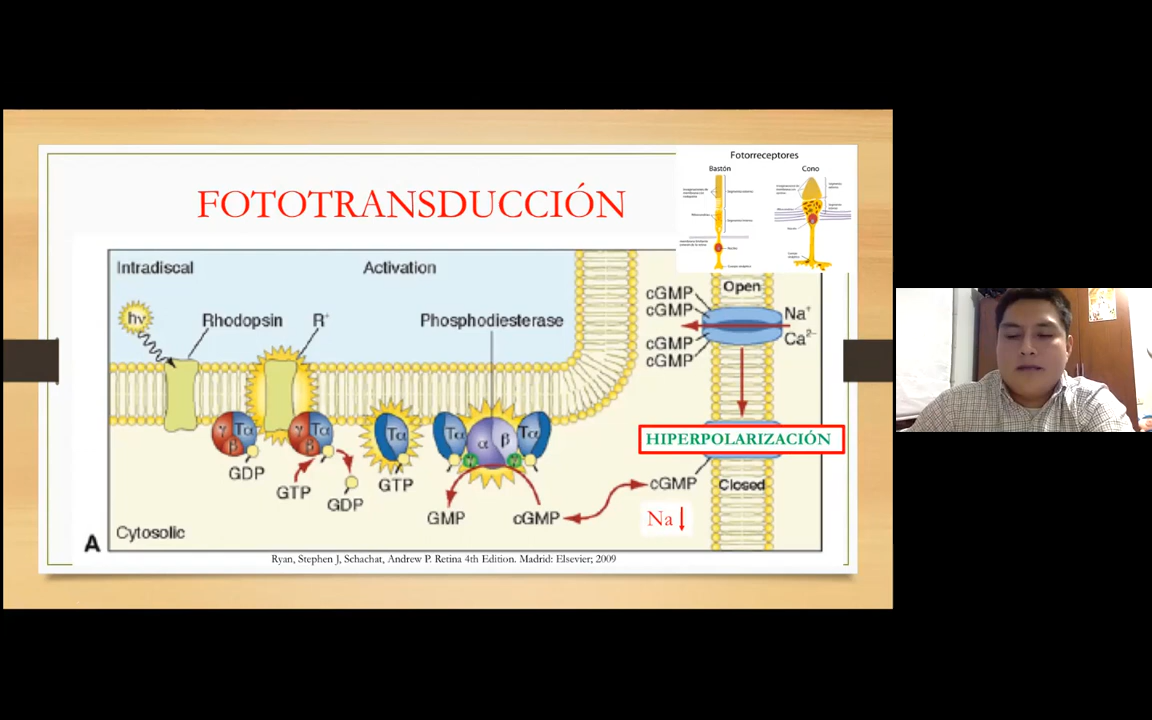 Fotorreceptores
Bastón
Cono
FOTOTRANSDUCCIÓN
Intradiscal
Activation
hν
Rhodopsin
R⁺
Phosphodiesterase
cGMP
cGMP
cGMP
cGMP
Open
Na⁺
Ca²⁻
γ Tα
β
GDP
γ Tα
β
GTP
GDP
Tα
GTP
Tα α β Tα
GMP
cGMP
HIPERPOLARIZACIÓN
cGMP
Closed
Na↓
Cytosolic
A
Ryan, Stephen J, Schachat, Andrew P. Retina 4th Edition. Madrid: Elsevier; 2009